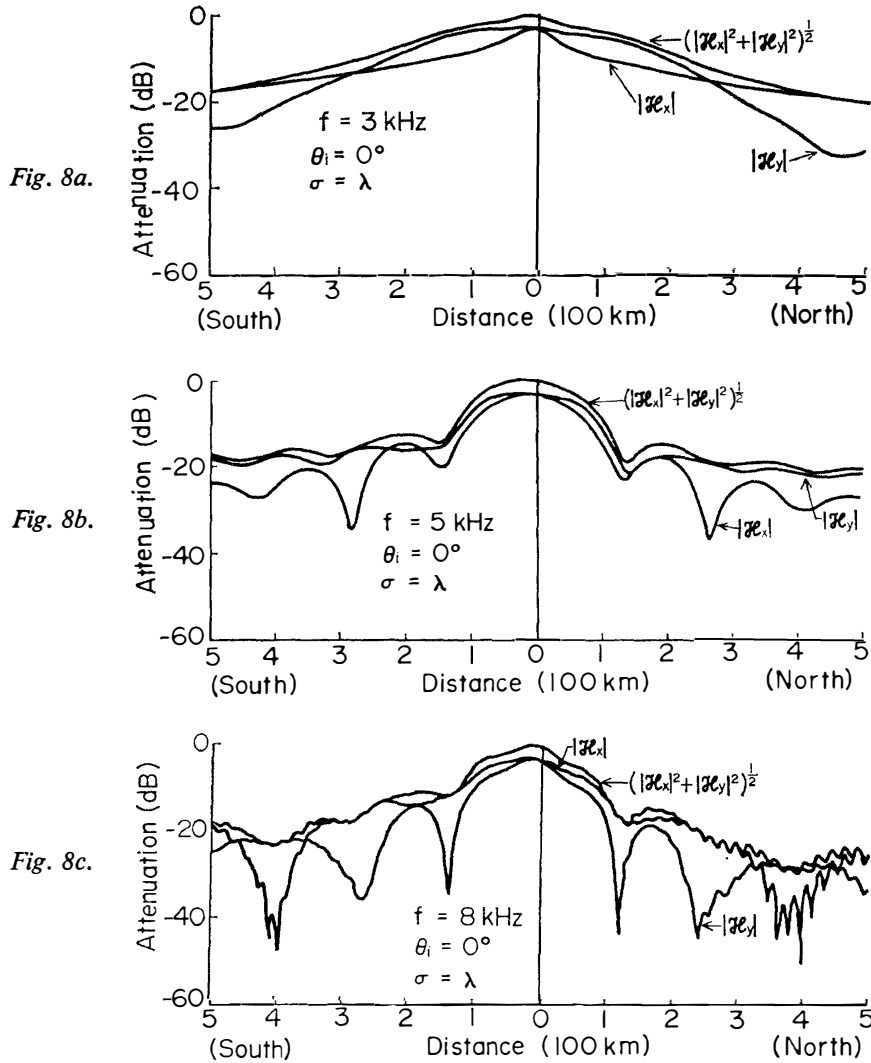 Fig. 8a.
Attenuation (dB)
0
-20
-40
-60
(|ℋx|²+|ℋy|²)^½
|ℋx|
|ℋy|
f = 3 kHz
θi = 0°
σ = λ
5 4 3 2 1 0 1 2 3 4 5
(South) Distance (100 km) (North)
Fig. 8b.
Attenuation (dB)
0
-20
-40
-60
(|ℋx|²+|ℋy|²)^½
|ℋy|
|ℋx|
f = 5 kHz
θi = 0°
σ = λ
5 4 3 2 1 0 1 2 3 4 5
(South) Distance (100 km) (North)
Fig. 8c.
Attenuation (dB)
0
-20
-40
-60
|ℋx|
(|ℋx|²+|ℋy|²)^½
|ℋy|
f = 8 kHz
θi = 0°
σ = λ
5 4 3 2 1 0 1 2 3 4 5
(South) Distance (100 km) (North)